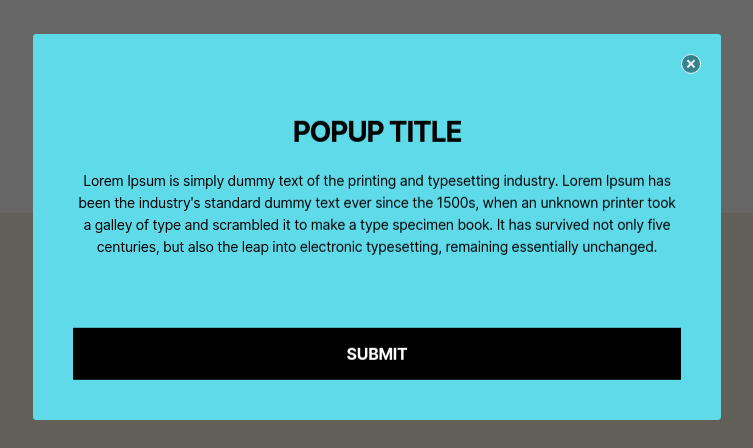 POPUP TITLE
Lorem Ipsum is simply dummy text of the printing and typesetting industry. Lorem Ipsum has
been the industry's standard dummy text ever since the 1500s, when an unknown printer took
a galley of type and scrambled it to make a type specimen book. It has survived not only five
centuries, but also the leap into electronic typesetting, remaining essentially unchanged.
SUBMIT